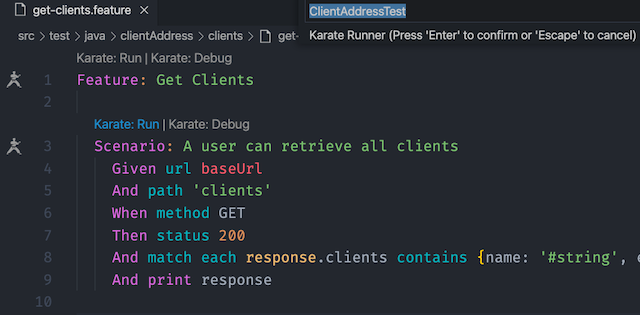 get-clients.feature ×
ClientAddressTest
Karate Runner (Press 'Enter' to confirm or 'Escape' to cancel)
src > test > java > clientAddress > clients > get-
Karate: Run | Karate: Debug
1 Feature: Get Clients
2
Karate: Run | Karate: Debug
3 Scenario: A user can retrieve all clients
4 Given url baseUrl
5 And path 'clients'
6 When method GET
7 Then status 200
8 And match each response.clients contains {name: '#string',
9 And print response
10